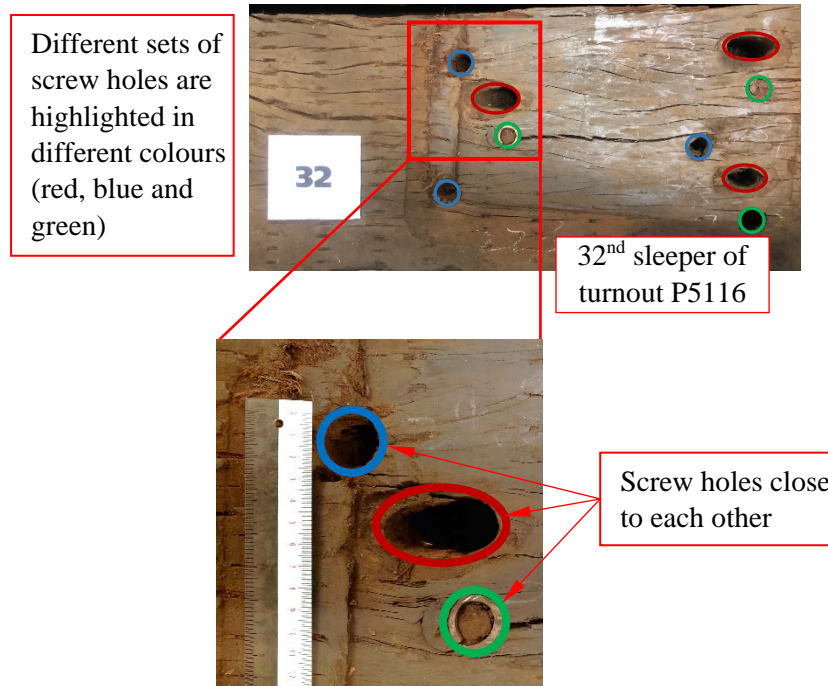 Different sets of
screw holes are
highlighted in
different colours
(red, blue and
green)
32
32nd sleeper of
turnout P5116
Screw holes close
to each other